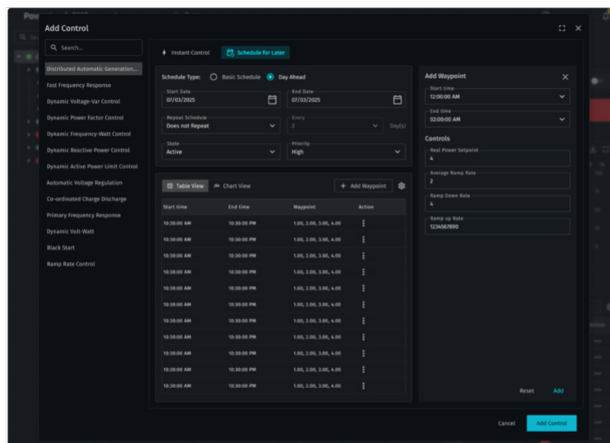 Add Control
Search...
Distributed Automatic Generation...
Fast Frequency Response
Dynamic Voltage-Var Control
Dynamic Power Factor Control
Dynamic Frequency-Watt Control
Dynamic Reactive Power Control
Dynamic Active Power Limit Control
Automatic Voltage Regulation
Co-ordinated Charge Discharge
Primary Frequency Response
Dynamic Volt-Watt
Black Start
Ramp Rate Control
Instant Control
Schedule for Later
Schedule Type:
Basic Schedule
Day Ahead
Start Date
07/03/2025
End Date
07/03/2025
Repeat Schedule
Does not Repeat
Every
2
Day(s)
State
Active
Priority
High
Table View
Chart View
+ Add Waypoint
Start time End time Waypoint Action
10:30:00 AM 10:30:00 PM 1.00, 2.00, 3.00, 4.00
10:30:00 AM 10:30:00 PM 1.00, 2.00, 3.00, 4.00
10:30:00 AM 10:30:00 PM 1.00, 2.00, 3.00, 4.00
10:30:00 AM 10:30:00 PM 1.00, 2.00, 3.00, 4.00
10:30:00 AM 10:30:00 PM 1.00, 2.00, 3.00, 4.00
10:30:00 AM 10:30:00 PM 1.00, 2.00, 3.00, 4.00
10:30:00 AM 10:30:00 PM 1.00, 2.00, 3.00, 4.00
10:30:00 AM 10:30:00 PM 1.00, 2.00, 3.00, 4.00
10:30:00 AM 10:30:00 PM 1.00, 2.00, 3.00, 4.00
10:30:00 AM 10:30:00 PM 1.00, 2.00, 3.00, 4.00
10:30:00 AM 10:30:00 PM 1.00, 2.00, 3.00, 4.00
Add Waypoint
Start time
12:00:00 AM
End time
02:00:00 AM
Controls
Real Power Setpoint
4
Average Ramp Rate
2
Ramp Down Rate
4
Ramp up Rate
1234567890
Reset
Add
Cancel
Add Control